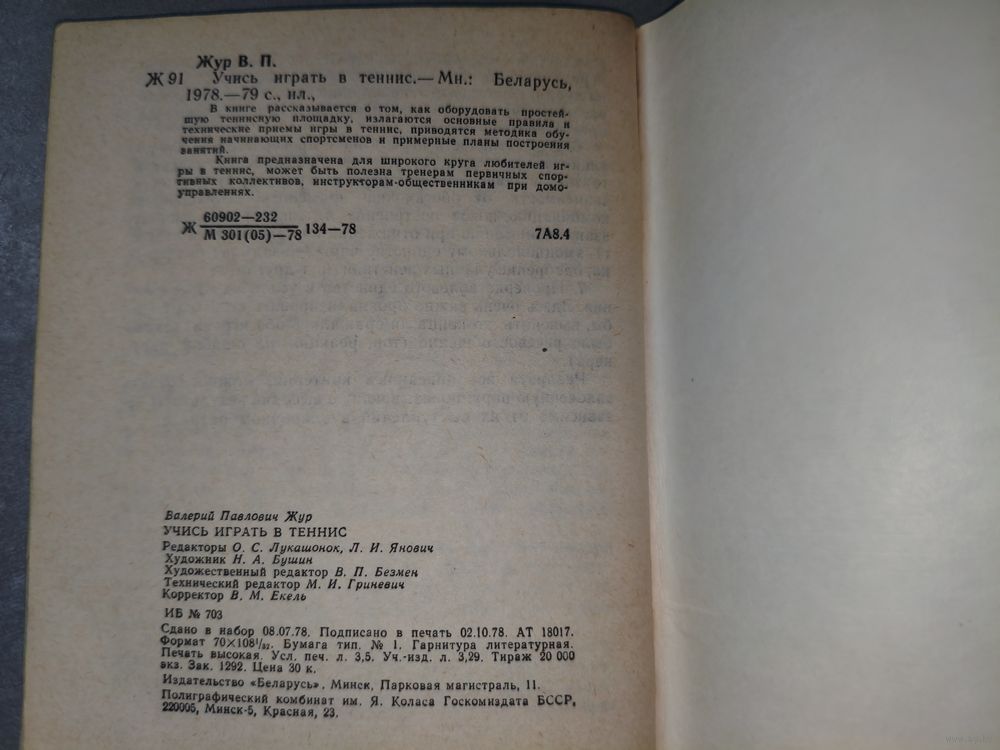 Жур В. П.
Ж 91 Учись играть в теннис.— Мн.: Беларусь,
1978.—79 с., ил.,
В книге рассказывается о том, как оборудовать простей-
шую теннисную площадку, излагаются основные правила и
технические приемы игры в теннис, приводятся методика обу-
чения начинающих спортсменов и примерные планы построения
занятий.
Книга предназначена для широкого круга любителей иг-
ры в теннис, может быть полезна тренерам первичных спор-
тивных коллективов, инструкторам-общественникам при домо-
управлениях.
60902—232
Ж 134—78 7А8.4
М 301(05)—78
Валерий Павлович Жур
УЧИСЬ ИГРАТЬ В ТЕННИС
Редакторы О. С. Лукашонок, Л. И. Янович
Художник Н. А. Бушин
Художественный редактор В. П. Безмен
Технический редактор М. И. Гриневич
Корректор В. М. Екель
ИБ № 703
Сдано в набор 08.07.78. Подписано в печать 02.10.78. АТ 18017.
Формат 70×108¹/₃₂. Бумага тип. № 1. Гарнитура литературная.
Печать высокая. Усл. печ. л. 3,5. Уч.-изд. л. 3,29. Тираж 20 000
экз. Зак. 1292. Цена 30 к.
Издательство «Беларусь». Минск, Парковая магистраль, 11.
Полиграфический комбинат им. Я. Коласа Госкомиздата БССР,
220005, Минск-5, Красная, 23.